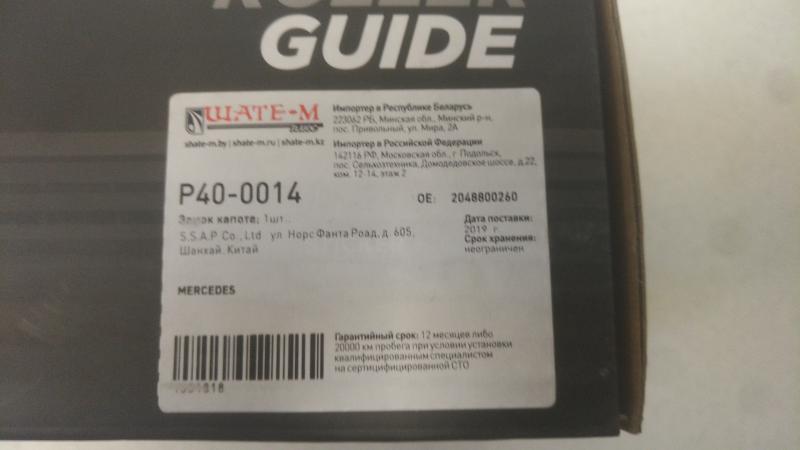 ROLLER
GUIDE
ШАТЕ-М
ПЛЮС
shate-m.by | shate-m.ru | shate-m.kz
Импортер в Республике Беларусь
223062 РБ, Минская обл., Минский р-н,
пос. Привольный, ул. Мира, 2А
Импортер в Российской Федерации
142116 РФ, Московская обл., г. Подольск,
пос. Сельхозтехника, Домодедовское шоссе, д.22,
ком. 12-14, этаж 2
P40-0014
OE: 2048800260
Замок капота; 1шт.
S.S.A.P Co., Ltd ул. Норс Фанта Роад, д. 605,
Шанхай, Китай
Дата поставки:
2019 г.
Срок хранения:
неограничен
MERCEDES
Гарантийный срок: 12 месяцев либо
20000 км пробега при условии установки
квалифицированным специалистом
на сертифицированной СТО